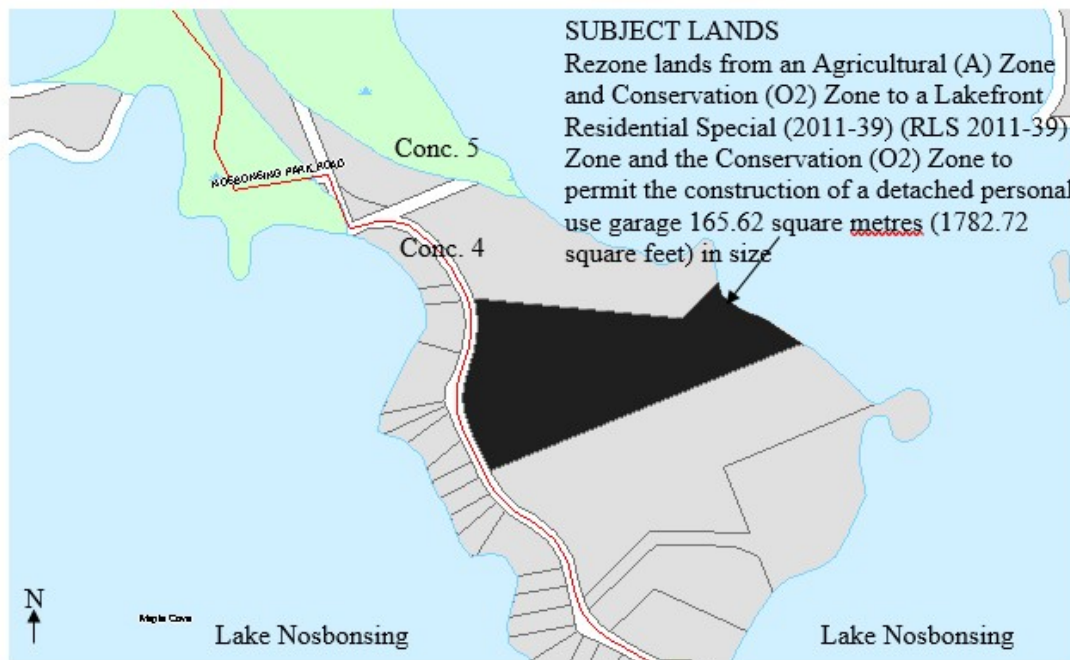 SUBJECT LANDS
Rezone lands from an Agricultural (A) Zone
and Conservation (O2) Zone to a Lakefront
Residential Special (2011-39) (RLS 2011-39)
Zone and the Conservation (O2) Zone to
permit the construction of a detached personal
use garage 165.62 square metres (1782.72
square feet) in size
Conc. 5
NOSBONSING PARK ROAD
Conc. 4
N
Maple Cove
Lake Nosbonsing
Lake Nosbonsing